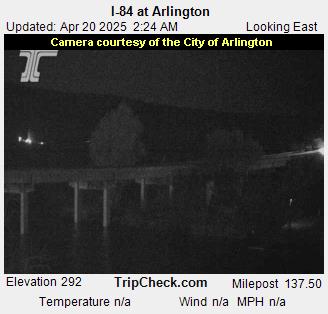 I-84 at Arlington
Updated: Apr 20 2025 2:24 AM Looking East
Camera courtesy of the City of Arlington
Elevation 292 TripCheck.com Milepost 137.50
Temperature n/a Wind n/a MPH n/a